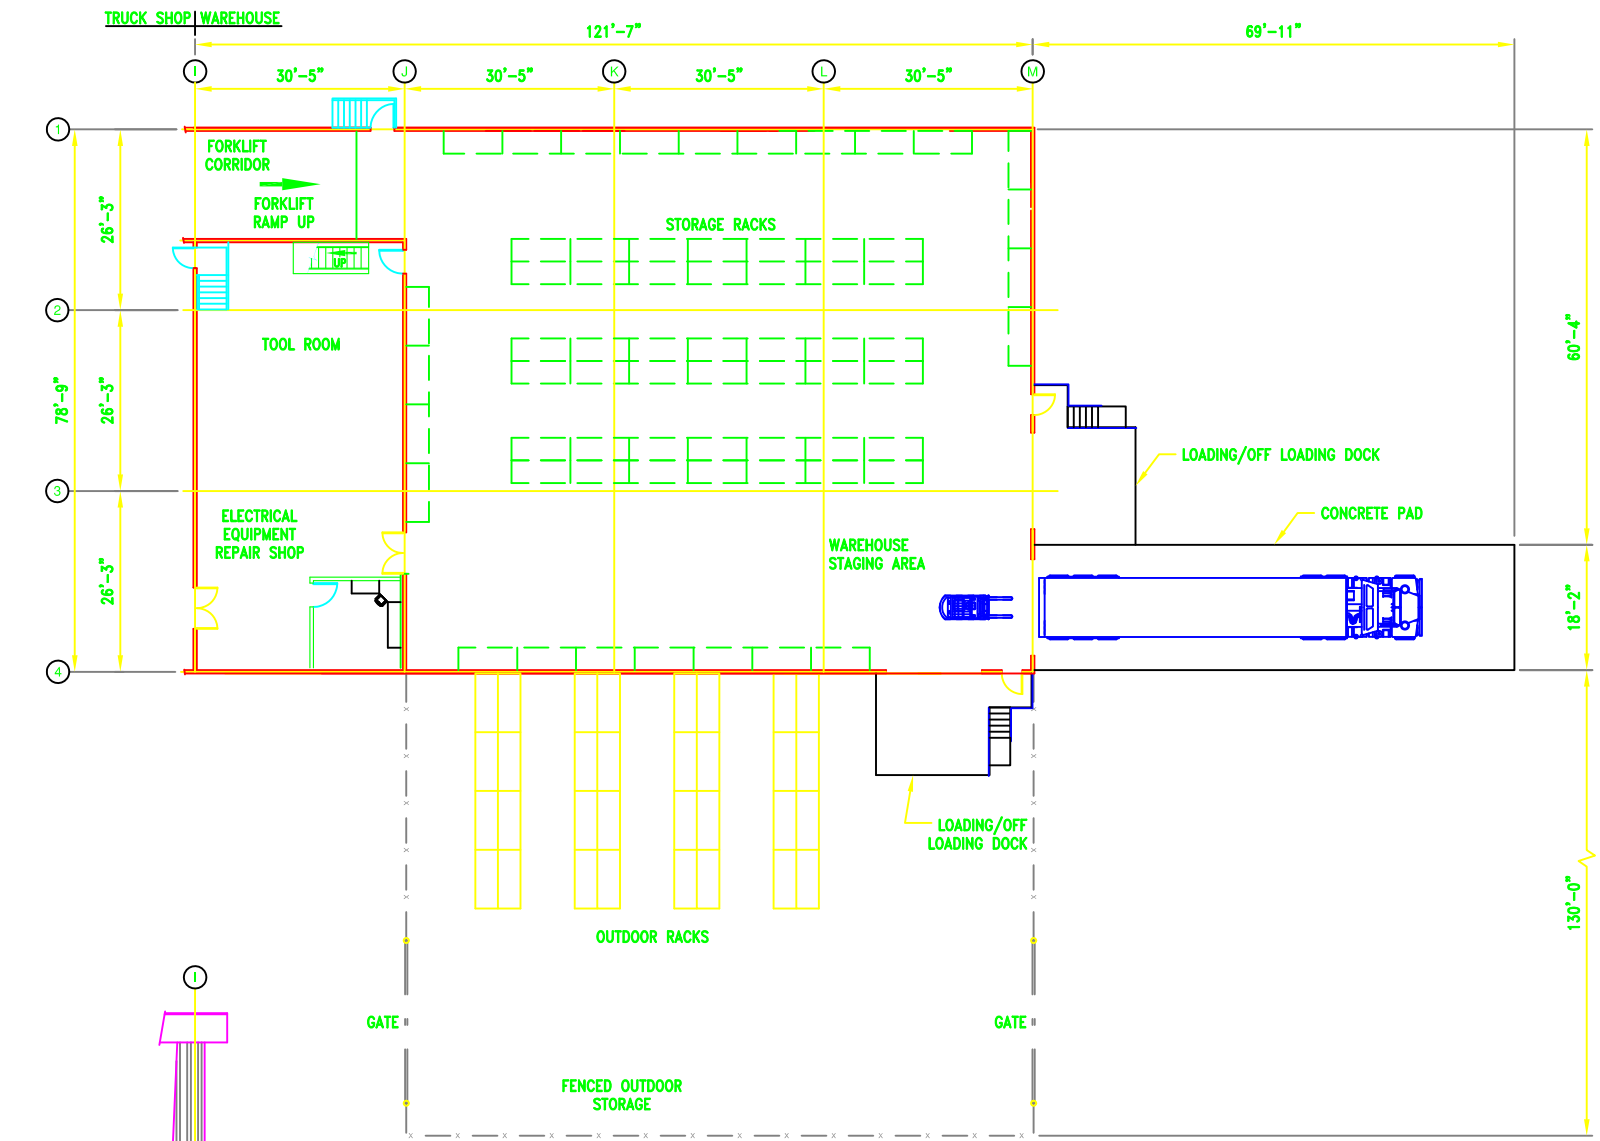 TRUCK SHOP WAREHOUSE
121'-7"
69'-11"
I
30'-5"
J
30'-5"
K
30'-5"
L
30'-5"
M
1
FORKLIFT
CORRIDOR
FORKLIFT
RAMP UP
26'-3"
STORAGE RACKS
UP
2
TOOL ROOM
60'-4"
78'-9"
26'-3"
LOADING/OFF LOADING DOCK
3
CONCRETE PAD
ELECTRICAL
EQUIPMENT
REPAIR SHOP
WAREHOUSE
STAGING AREA
26'-3"
18'-2"
4
LOADING/OFF
LOADING DOCK
130'-0"
OUTDOOR RACKS
I
GATE
GATE
FENCED OUTDOOR
STORAGE